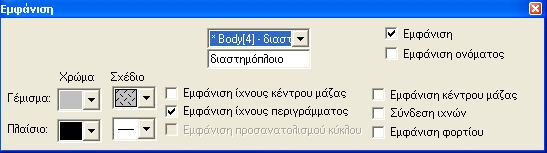 Εμφάνιση
* Body[4] - διαστ
Εμφάνιση
διαστημόπλοιο
Εμφάνιση ονόματος
Χρώμα Σχέδιο
Γέμισμα:
Εμφάνιση ίχνους κέντρου μάζας
Εμφάνιση κέντρου μάζας
Εμφάνιση ίχνους περιγράμματος
Σύνδεση ιχνών
Πλαίσιο:
Εμφάνιση προσανατολισμού κύκλου
Εμφάνιση φορτίου